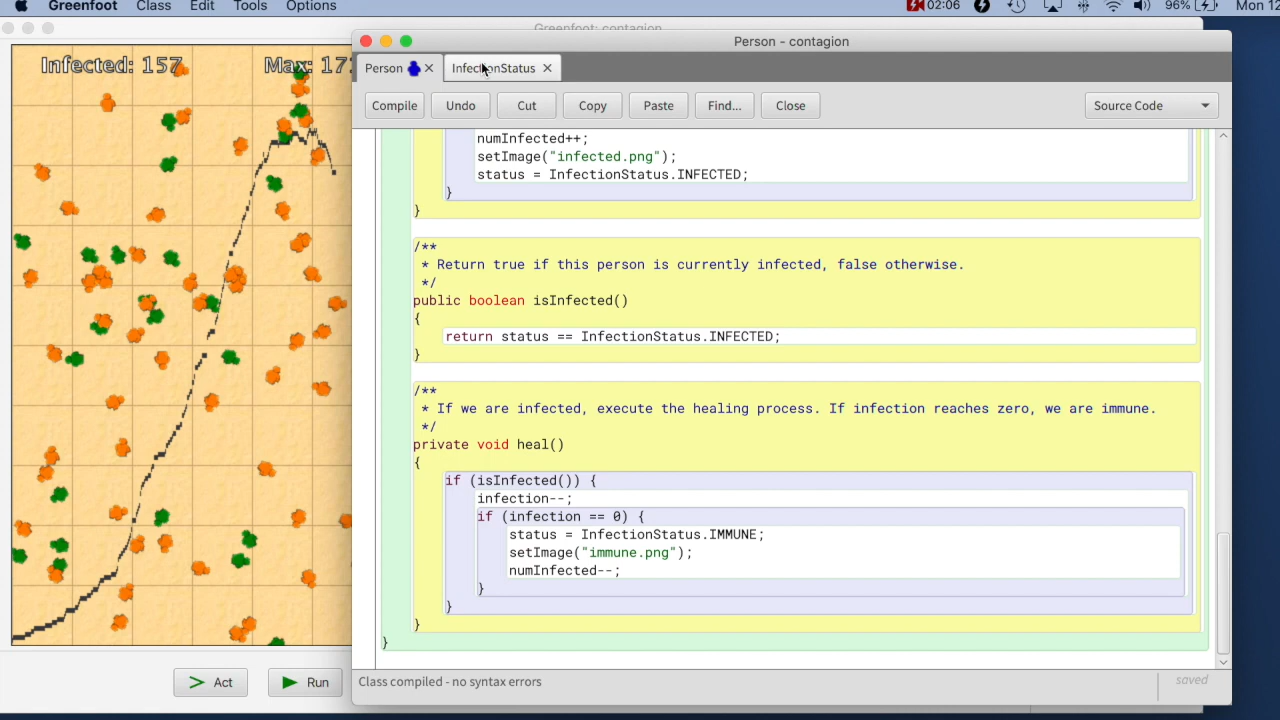 Greenfoot Class Edit Tools Options 02:06 96% Mon 12
Greenfoot: contagion
Person - contagion
Infected: 157 Max: 17
Person InfectionStatus
Compile Undo Cut Copy Paste Find... Close Source Code
numInfected++;
setImage("infected.png");
status = InfectionStatus.INFECTED;
}
}
/**
* Return true if this person is currently infected, false otherwise.
*/
public boolean isInfected()
{
return status == InfectionStatus.INFECTED;
}
/**
* If we are infected, execute the healing process. If infection reaches zero, we are immune.
*/
private void heal()
{
if (isInfected()) {
infection--;
if (infection == 0) {
status = InfectionStatus.IMMUNE;
setImage("immune.png");
numInfected--;
}
}
}
}
Act Run
Class compiled - no syntax errors
saved